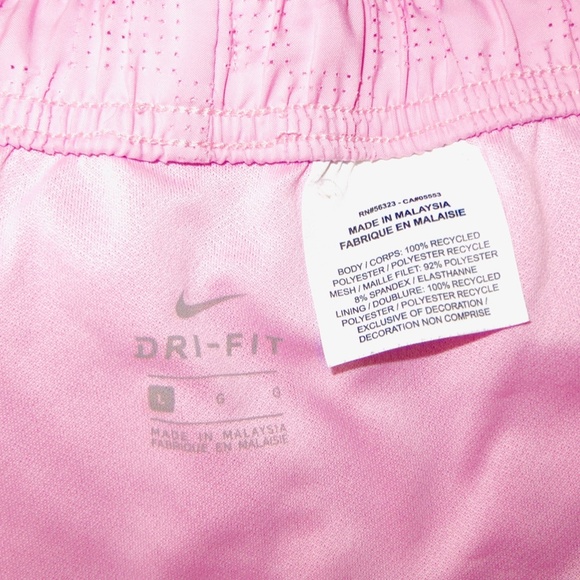 RN#56323 - CA#05553
MADE IN MALAYSIA
FABRIQUE EN MALAISIE
BODY / CORPS: 100% RECYCLED
POLYESTER / POLYESTER RECYCLE
MESH / MAILLE FILET: 92% POLYESTER
8% SPANDEX / ELASTHANNE
LINING / DOUBLURE: 100% RECYCLED
POLYESTER / POLYESTER RECYCLE
EXCLUSIVE OF DECORATION /
DECORATION NON COMPRISE
DRI-FIT
L G G
MADE IN MALAYSIA
FABRIQUE EN MALAISIE